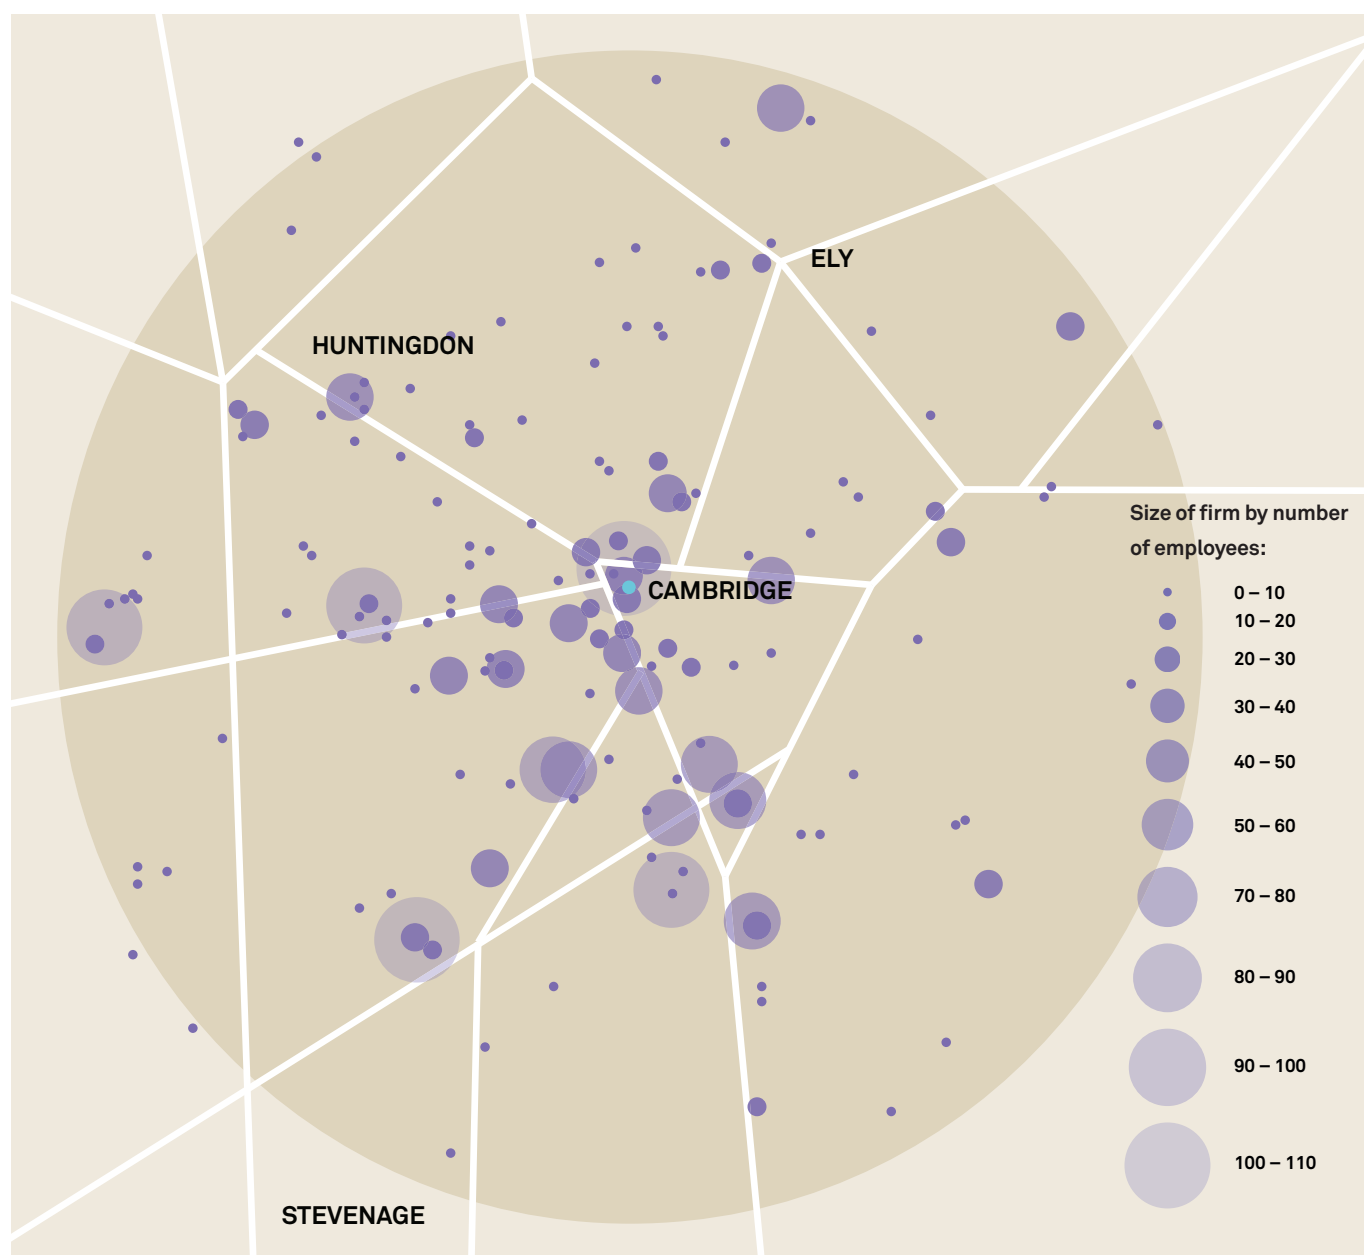 ELY
HUNTINGDON
Size of firm by number
of employees:
CAMBRIDGE
0 – 10
10 – 20
20 – 30
30 – 40
40 – 50
50 – 60
70 – 80
80 – 90
90 – 100
100 – 110
STEVENAGE